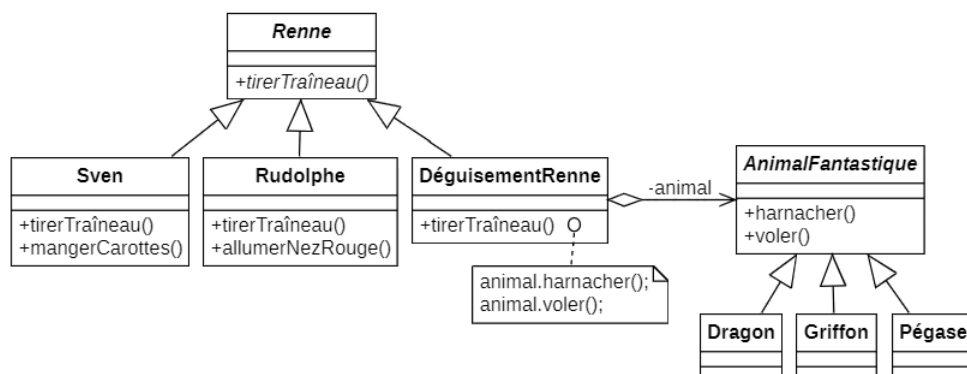 Renne
+tirerTraîneau()
Sven
+tirerTraîneau()
+mangerCarottes()
Rudolphe
+tirerTraîneau()
+allumerNezRouge()
DéguisementRenne
+tirerTraîneau()
-animal
AnimalFantastique
+harnacher()
+voler()
animal.harnacher();
animal.voler();
Dragon
Griffon
Pégase